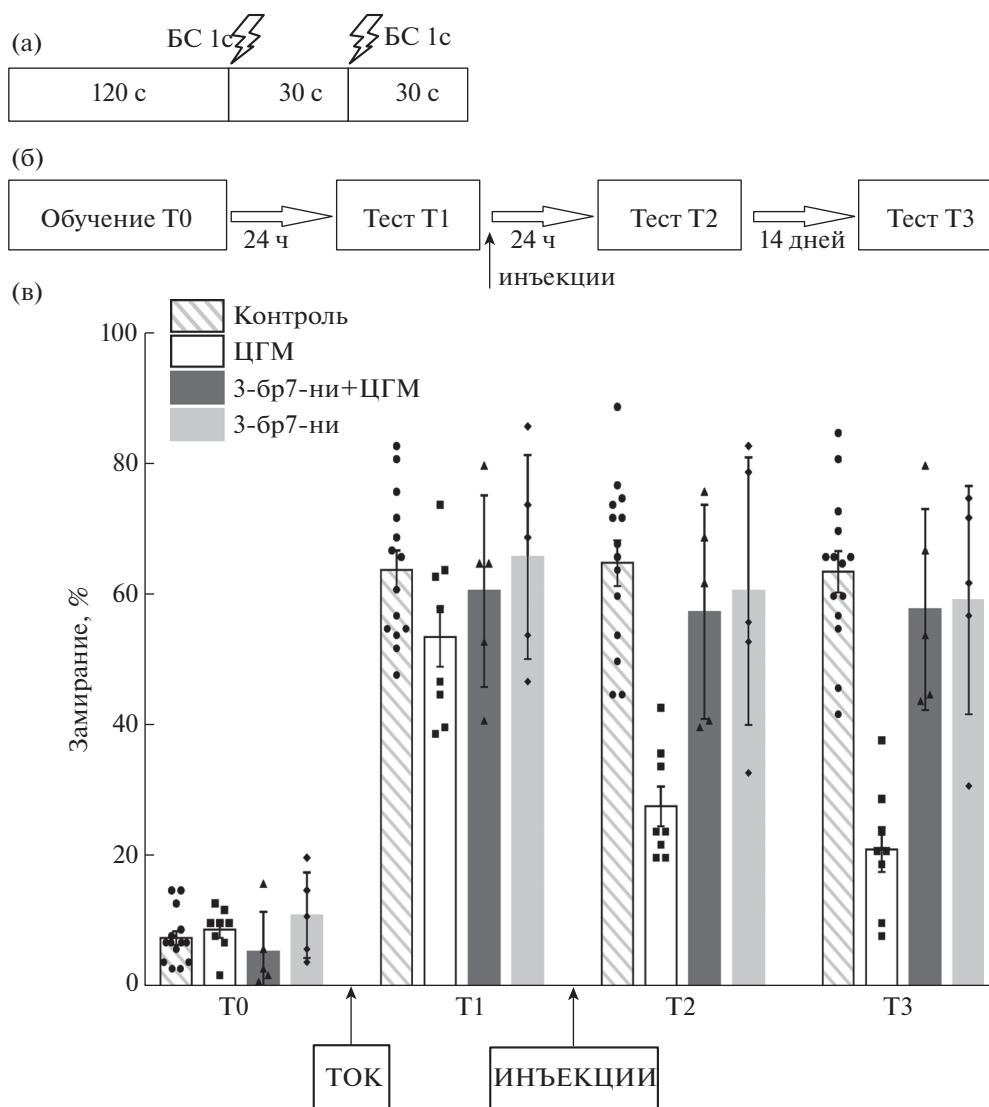 (а)
БС 1с
БС 1с
120 с
30 с
30 с
(б)
Обучение Т0
24 ч
Тест Т1
24 ч
инъекции
Тест Т2
14 дней
Тест Т3
(в)
Контроль
ЦГМ
3-бр7-ни+ЦГМ
3-бр7-ни
Замирание, %
100
80
60
40
20
0
Т0
Т1
Т2
Т3
ТОК
ИНЪЕКЦИИ